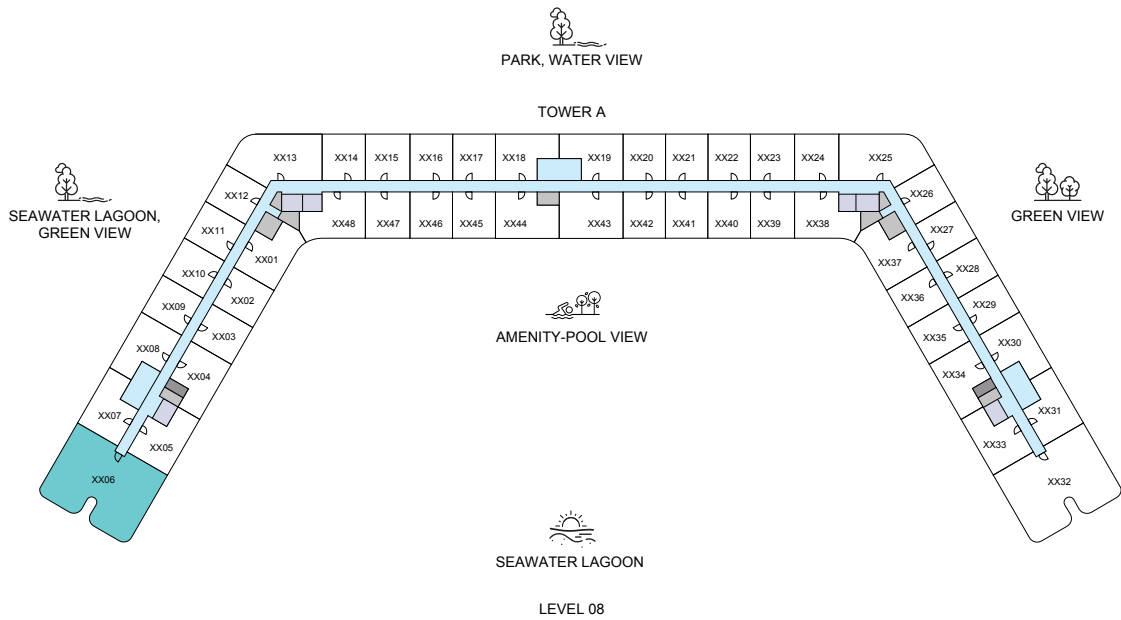 PARK, WATER VIEW
TOWER A
XX13
XX14
XX15
XX16
XX17
XX18
XX19
XX20
XX21
XX22
XX23
XX24
XX25
XX12
XX26
SEAWATER LAGOON,
GREEN VIEW
GREEN VIEW
XX11
XX48
XX47
XX46
XX45
XX44
XX43
XX42
XX41
XX40
XX39
XX38
XX27
XX01
XX37
XX10
XX28
XX02
XX36
XX09
XX29
XX03
XX35
AMENITY-POOL VIEW
XX08
XX30
XX04
XX34
XX07
XX31
XX05
XX33
XX06
XX32
SEAWATER LAGOON
LEVEL 08